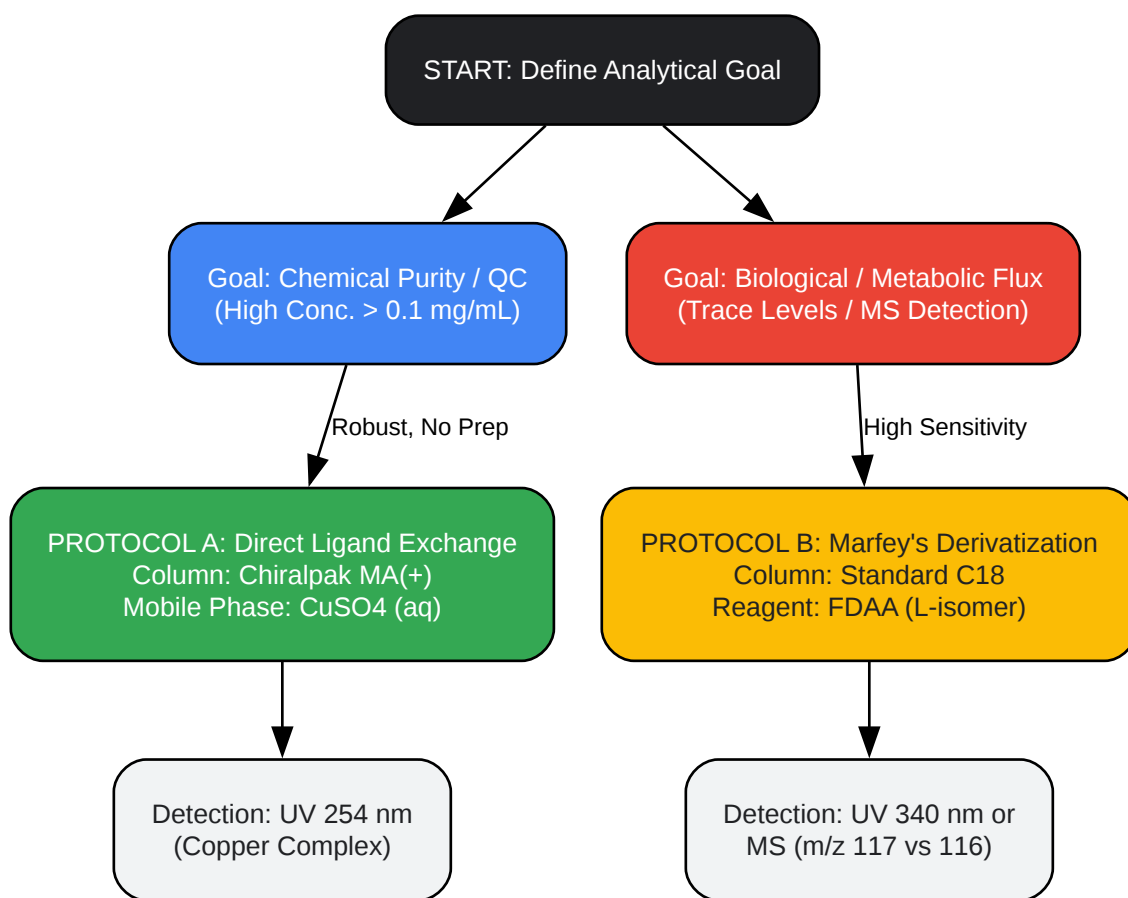 START: Define Analytical Goal
Goal: Chemical Purity / QC
(High Conc. > 0.1 mg/mL)
Goal: Biological / Metabolic Flux
(Trace Levels / MS Detection)
Robust, No Prep
High Sensitivity
PROTOCOL A: Direct Ligand Exchange
Column: Chiralpak MA(+)
Mobile Phase: CuSO4 (aq)
PROTOCOL B: Marfey's Derivatization
Column: Standard C18
Reagent: FDAA (L-isomer)
Detection: UV 254 nm
(Copper Complex)
Detection: UV 340 nm or
MS (m/z 117 vs 116)